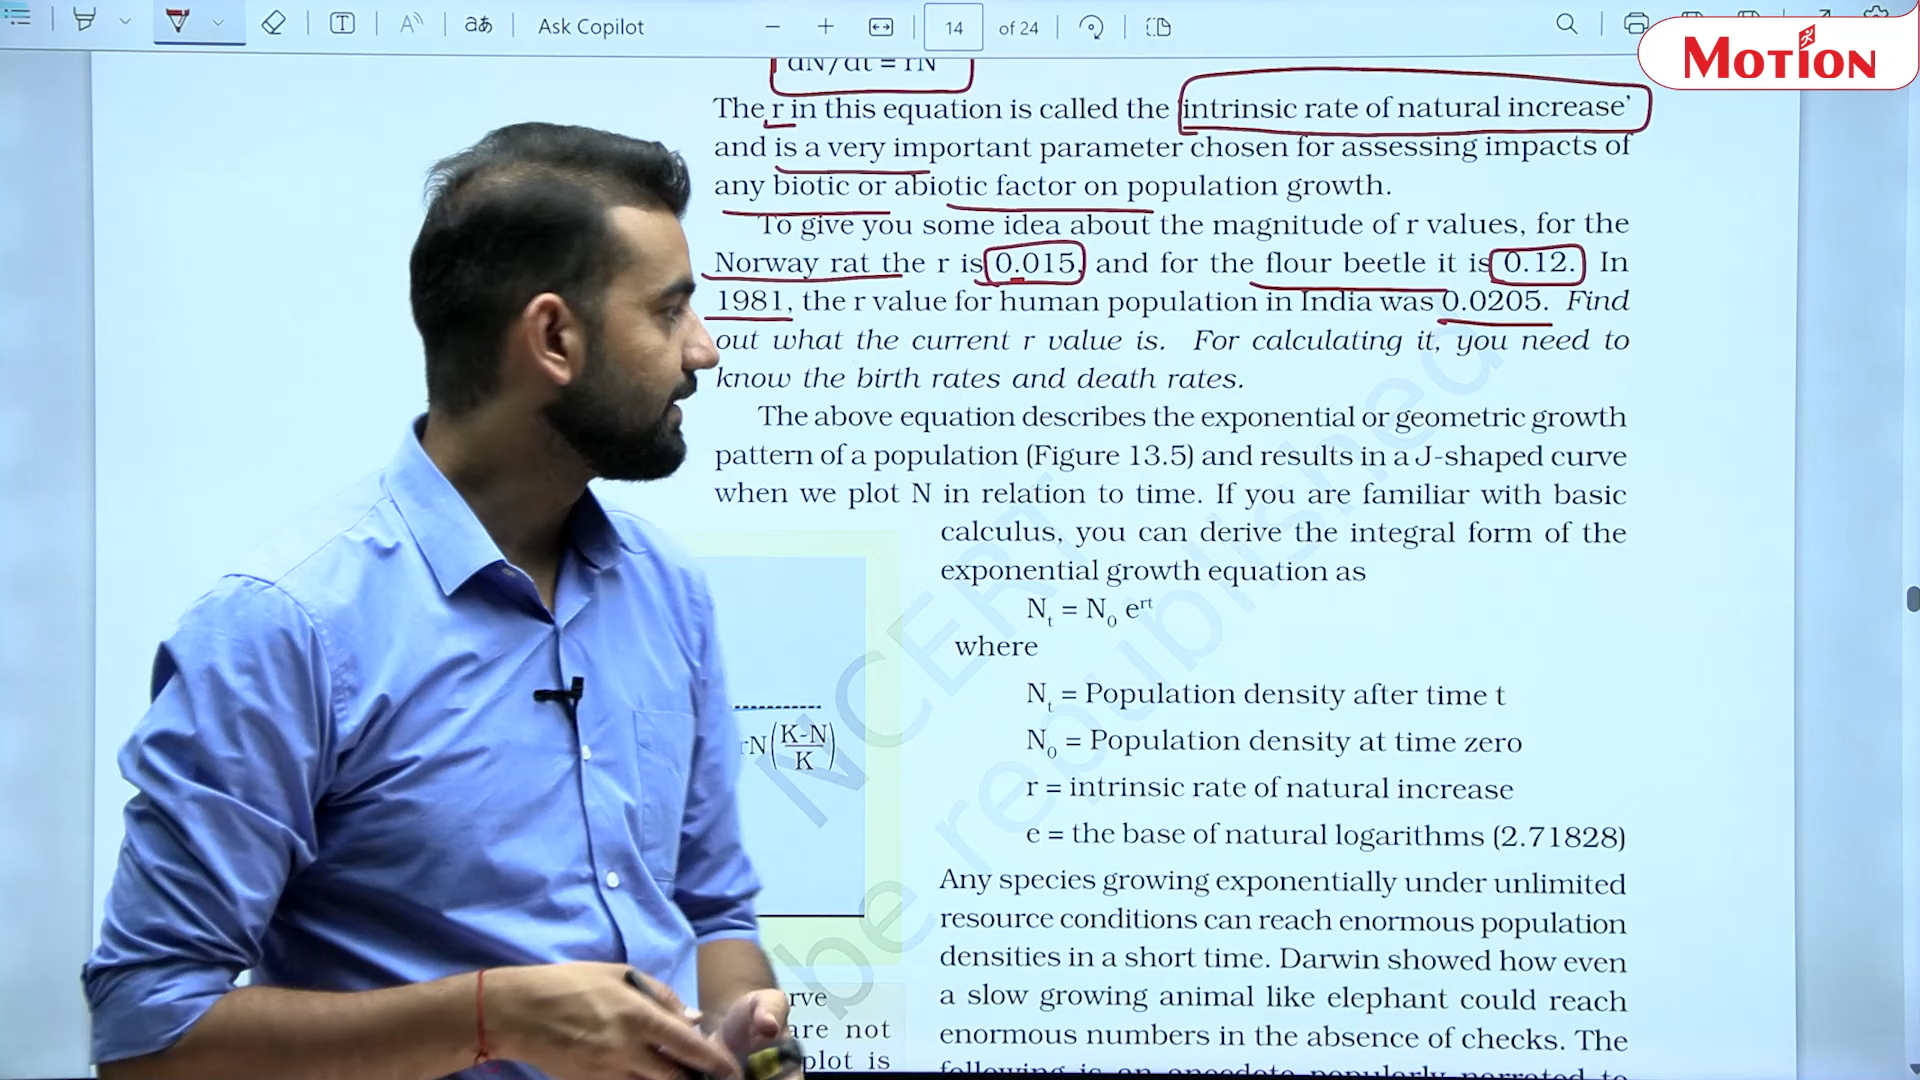 Ask Copilot
14 of 24
MOTION
dN/dt = rN
The r in this equation is called the 'intrinsic rate of natural increase'
and is a very important parameter chosen for assessing impacts of
any biotic or abiotic factor on population growth.
To give you some idea about the magnitude of r values, for the
Norway rat the r is 0.015, and for the flour beetle it is 0.12. In
1981, the r value for human population in India was 0.0205. Find
out what the current r value is. For calculating it, you need to
know the birth rates and death rates.
The above equation describes the exponential or geometric growth
pattern of a population (Figure 13.5) and results in a J-shaped curve
when we plot N in relation to time. If you are familiar with basic
calculus, you can derive the integral form of the
exponential growth equation as
Nt = N0 e^rt
where
Nt = Population density after time t
N0 = Population density at time zero
r = intrinsic rate of natural increase
e = the base of natural logarithms (2.71828)
Any species growing exponentially under unlimited
resource conditions can reach enormous population
densities in a short time. Darwin showed how even
a slow growing animal like elephant could reach
enormous numbers in the absence of checks. The
following is an anecdote popularly narrated to
rN(K-N/K)
rve
are not
plot is
NCERT
be republished